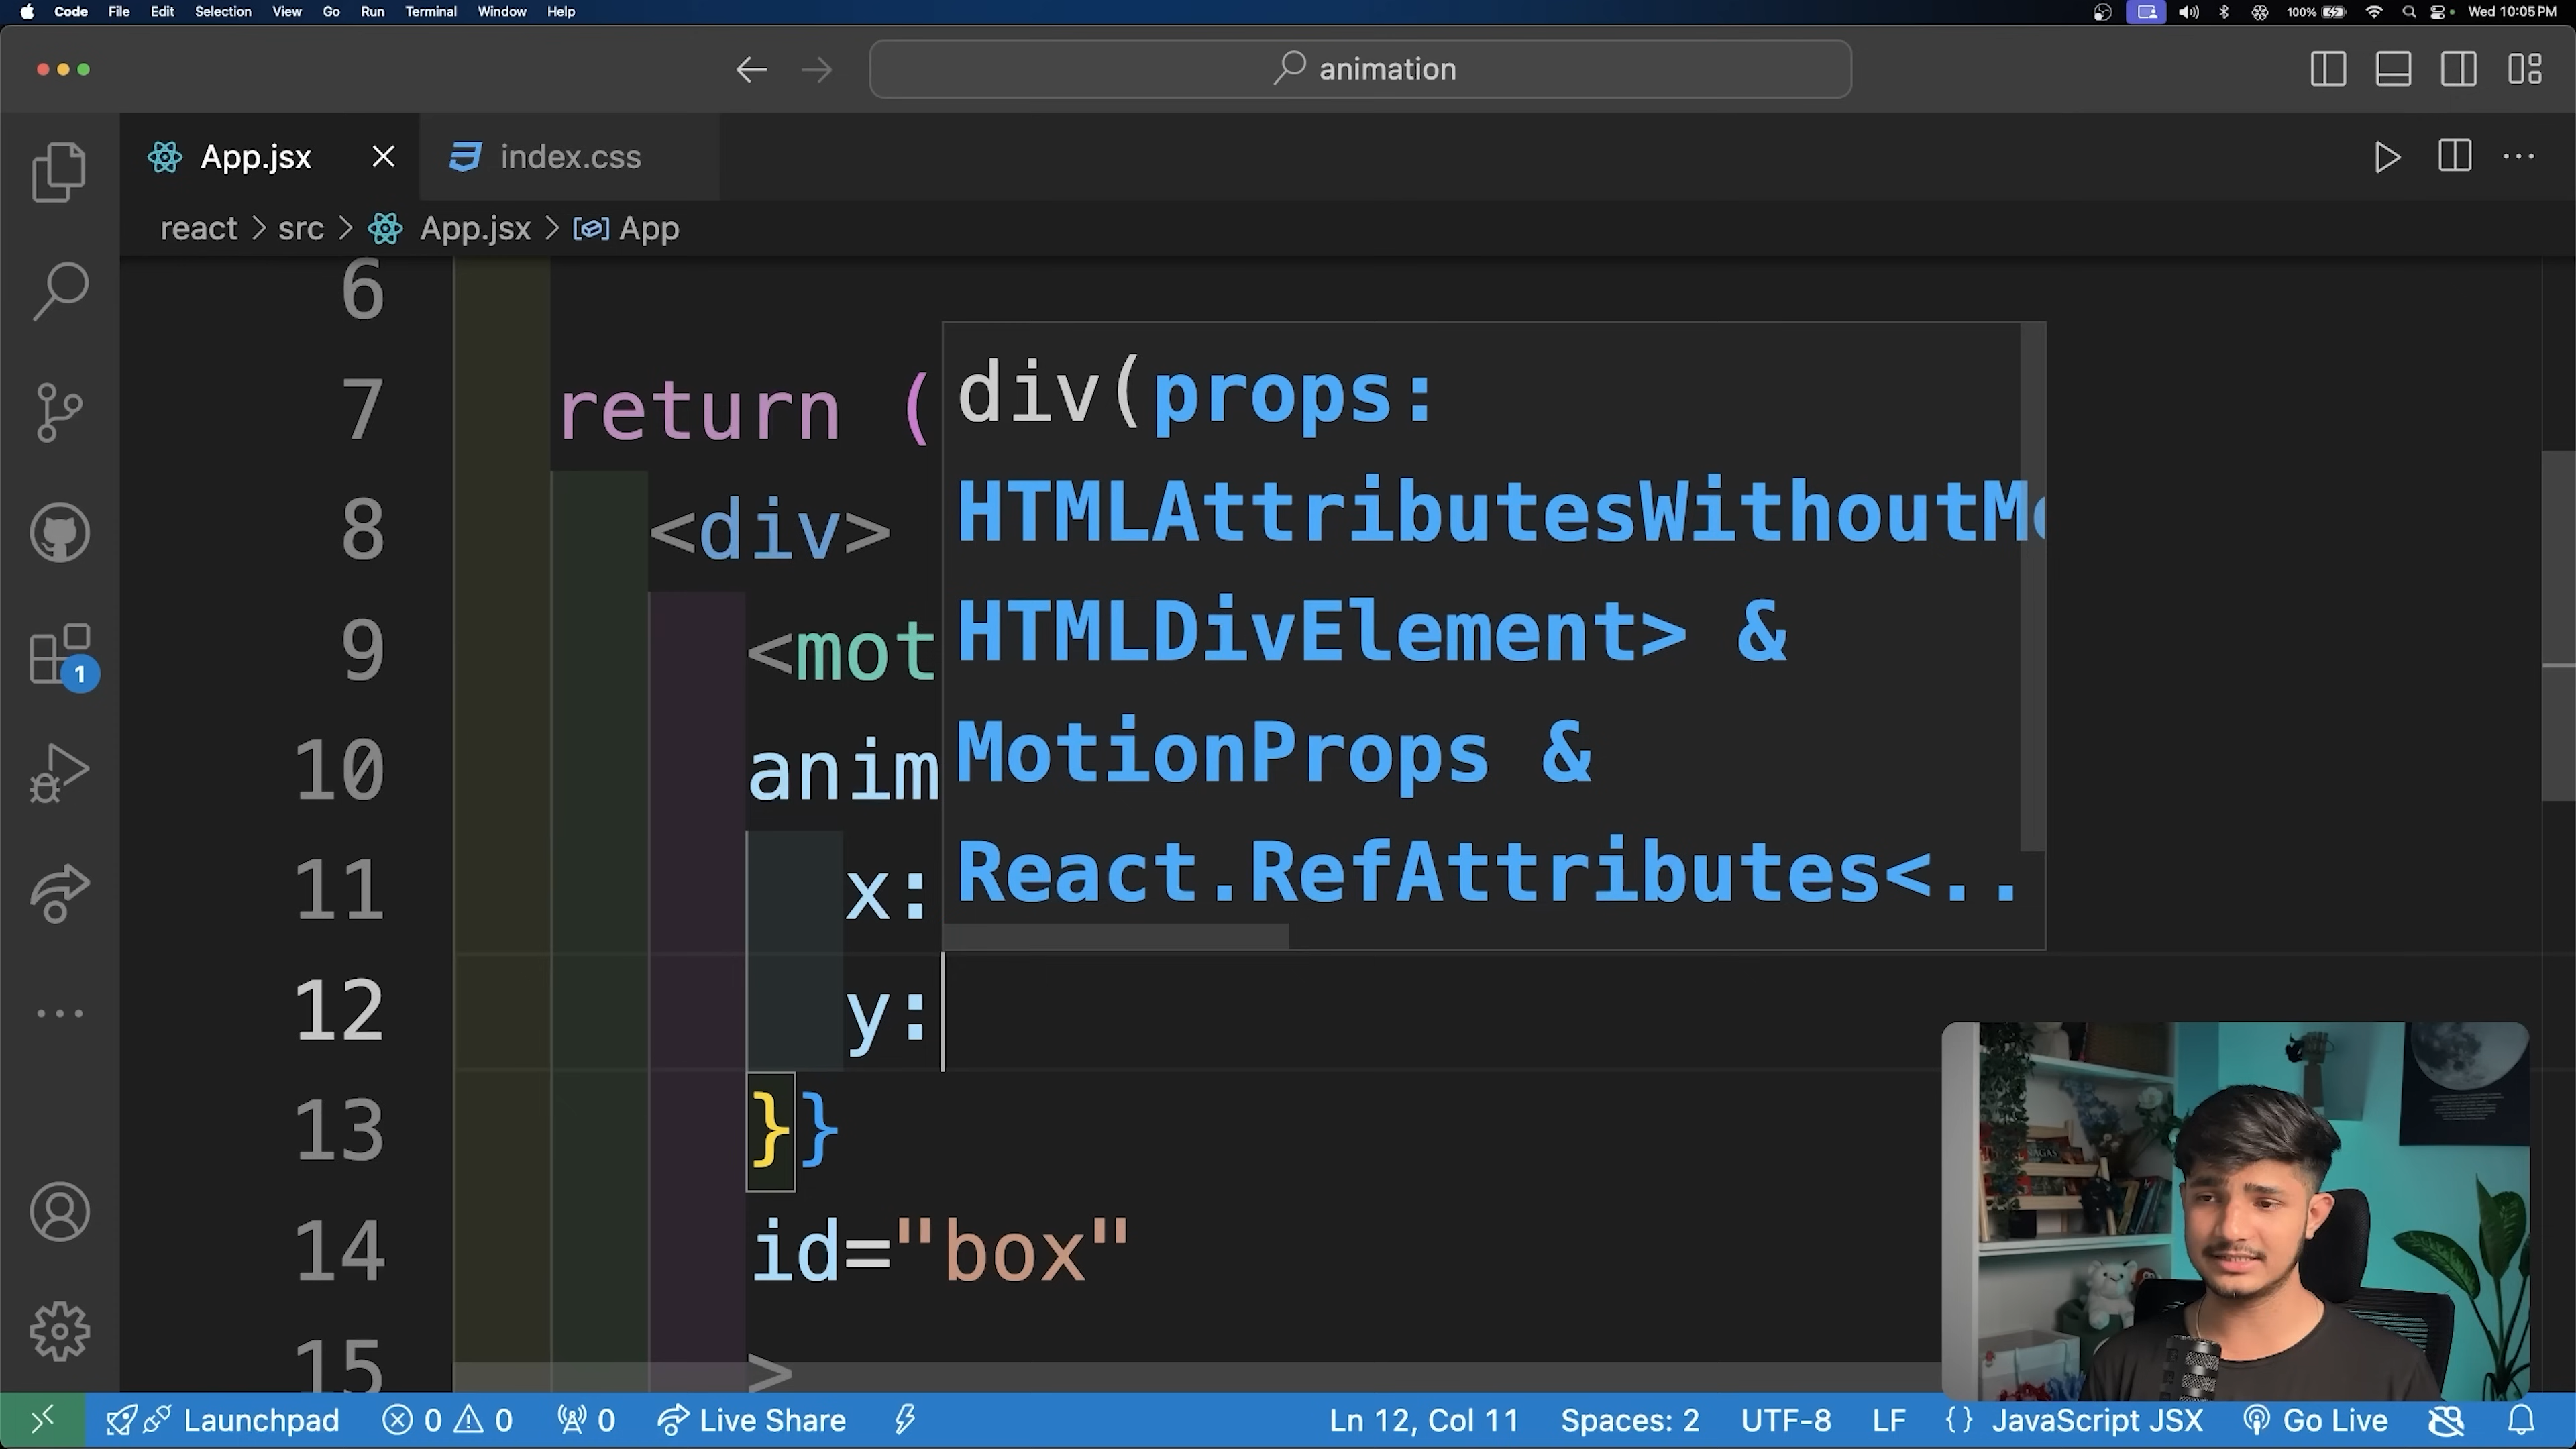 Code File Edit Selection View Go Run Terminal Window Help 100% Wed 10:05 PM
animation
App.jsx index.css
react > src > App.jsx > App
6
7 return (
8 <div>
9 <mot
10 anim
11 x:
12 y:
13 }}
14 id="box"
15 >
div(props:
HTMLAttributesWithoutM
HTMLDivElement> &
MotionProps &
React.RefAttributes<..
1
Launchpad 0 0 0 Live Share Ln 12, Col 11 Spaces: 2 UTF-8 LF {} JavaScript JSX Go Live